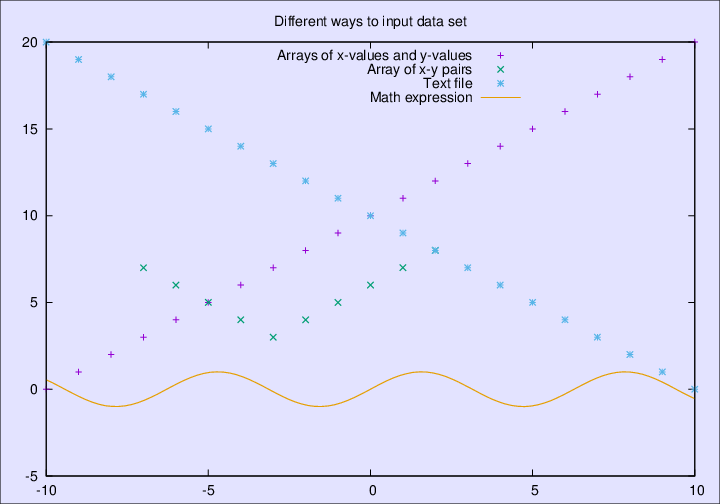 Different ways to input data set
Arrays of x-values and y-values
Array of x-y pairs
Text file
Math expression
20
15
10
5
0
-5
-10 -5 0 5 10